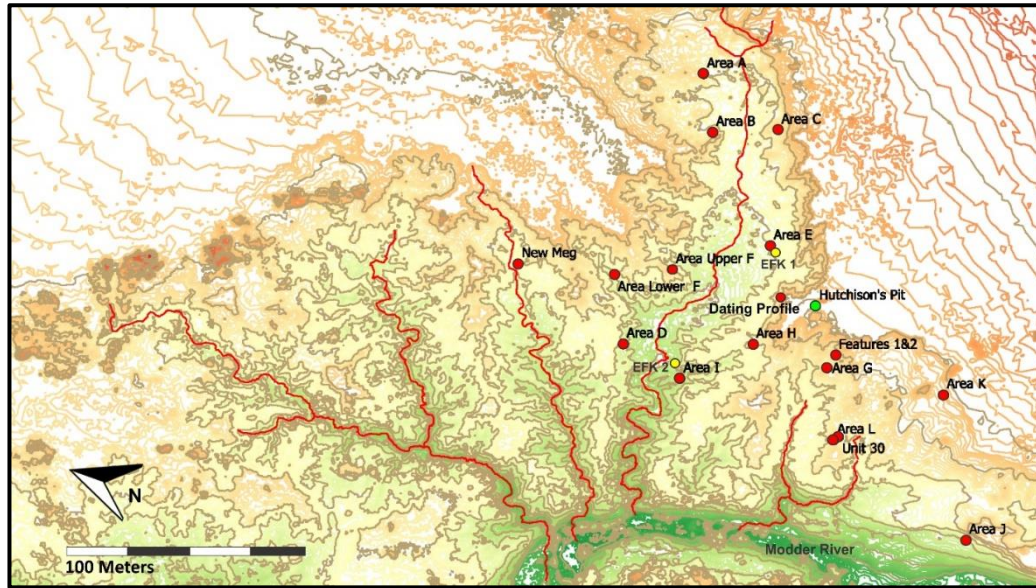 Area A
Area B
Area C
Area E
EFK 1
New Meg
Area Upper F
Area Lower F
Dating Profile
Hutchison's Pit
Area D
Area H
EFK 2
Area I
Features 1&2
Area G
Area K
Area L
Unit 30
N
100 Meters
Modder River
Area J